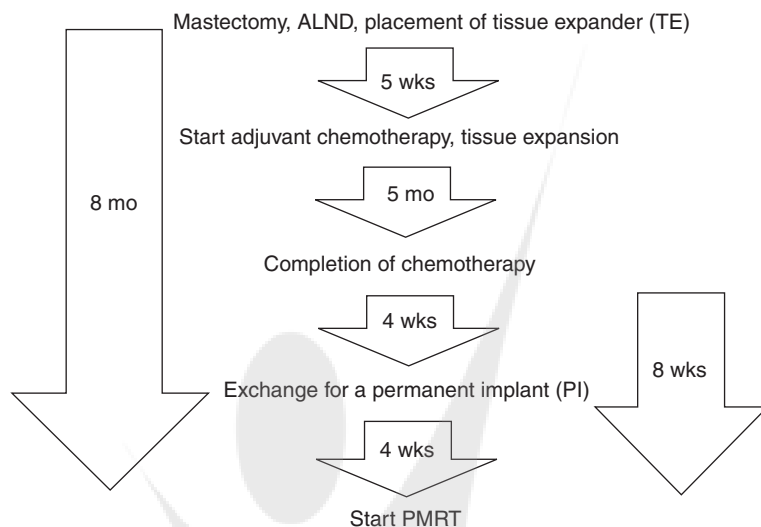 Mastectomy, ALND, placement of tissue expander (TE)
5 wks
Start adjuvant chemotherapy, tissue expansion
8 mo
5 mo
Completion of chemotherapy
4 wks
8 wks
Exchange for a permanent implant (PI)
4 wks
Start PMRT